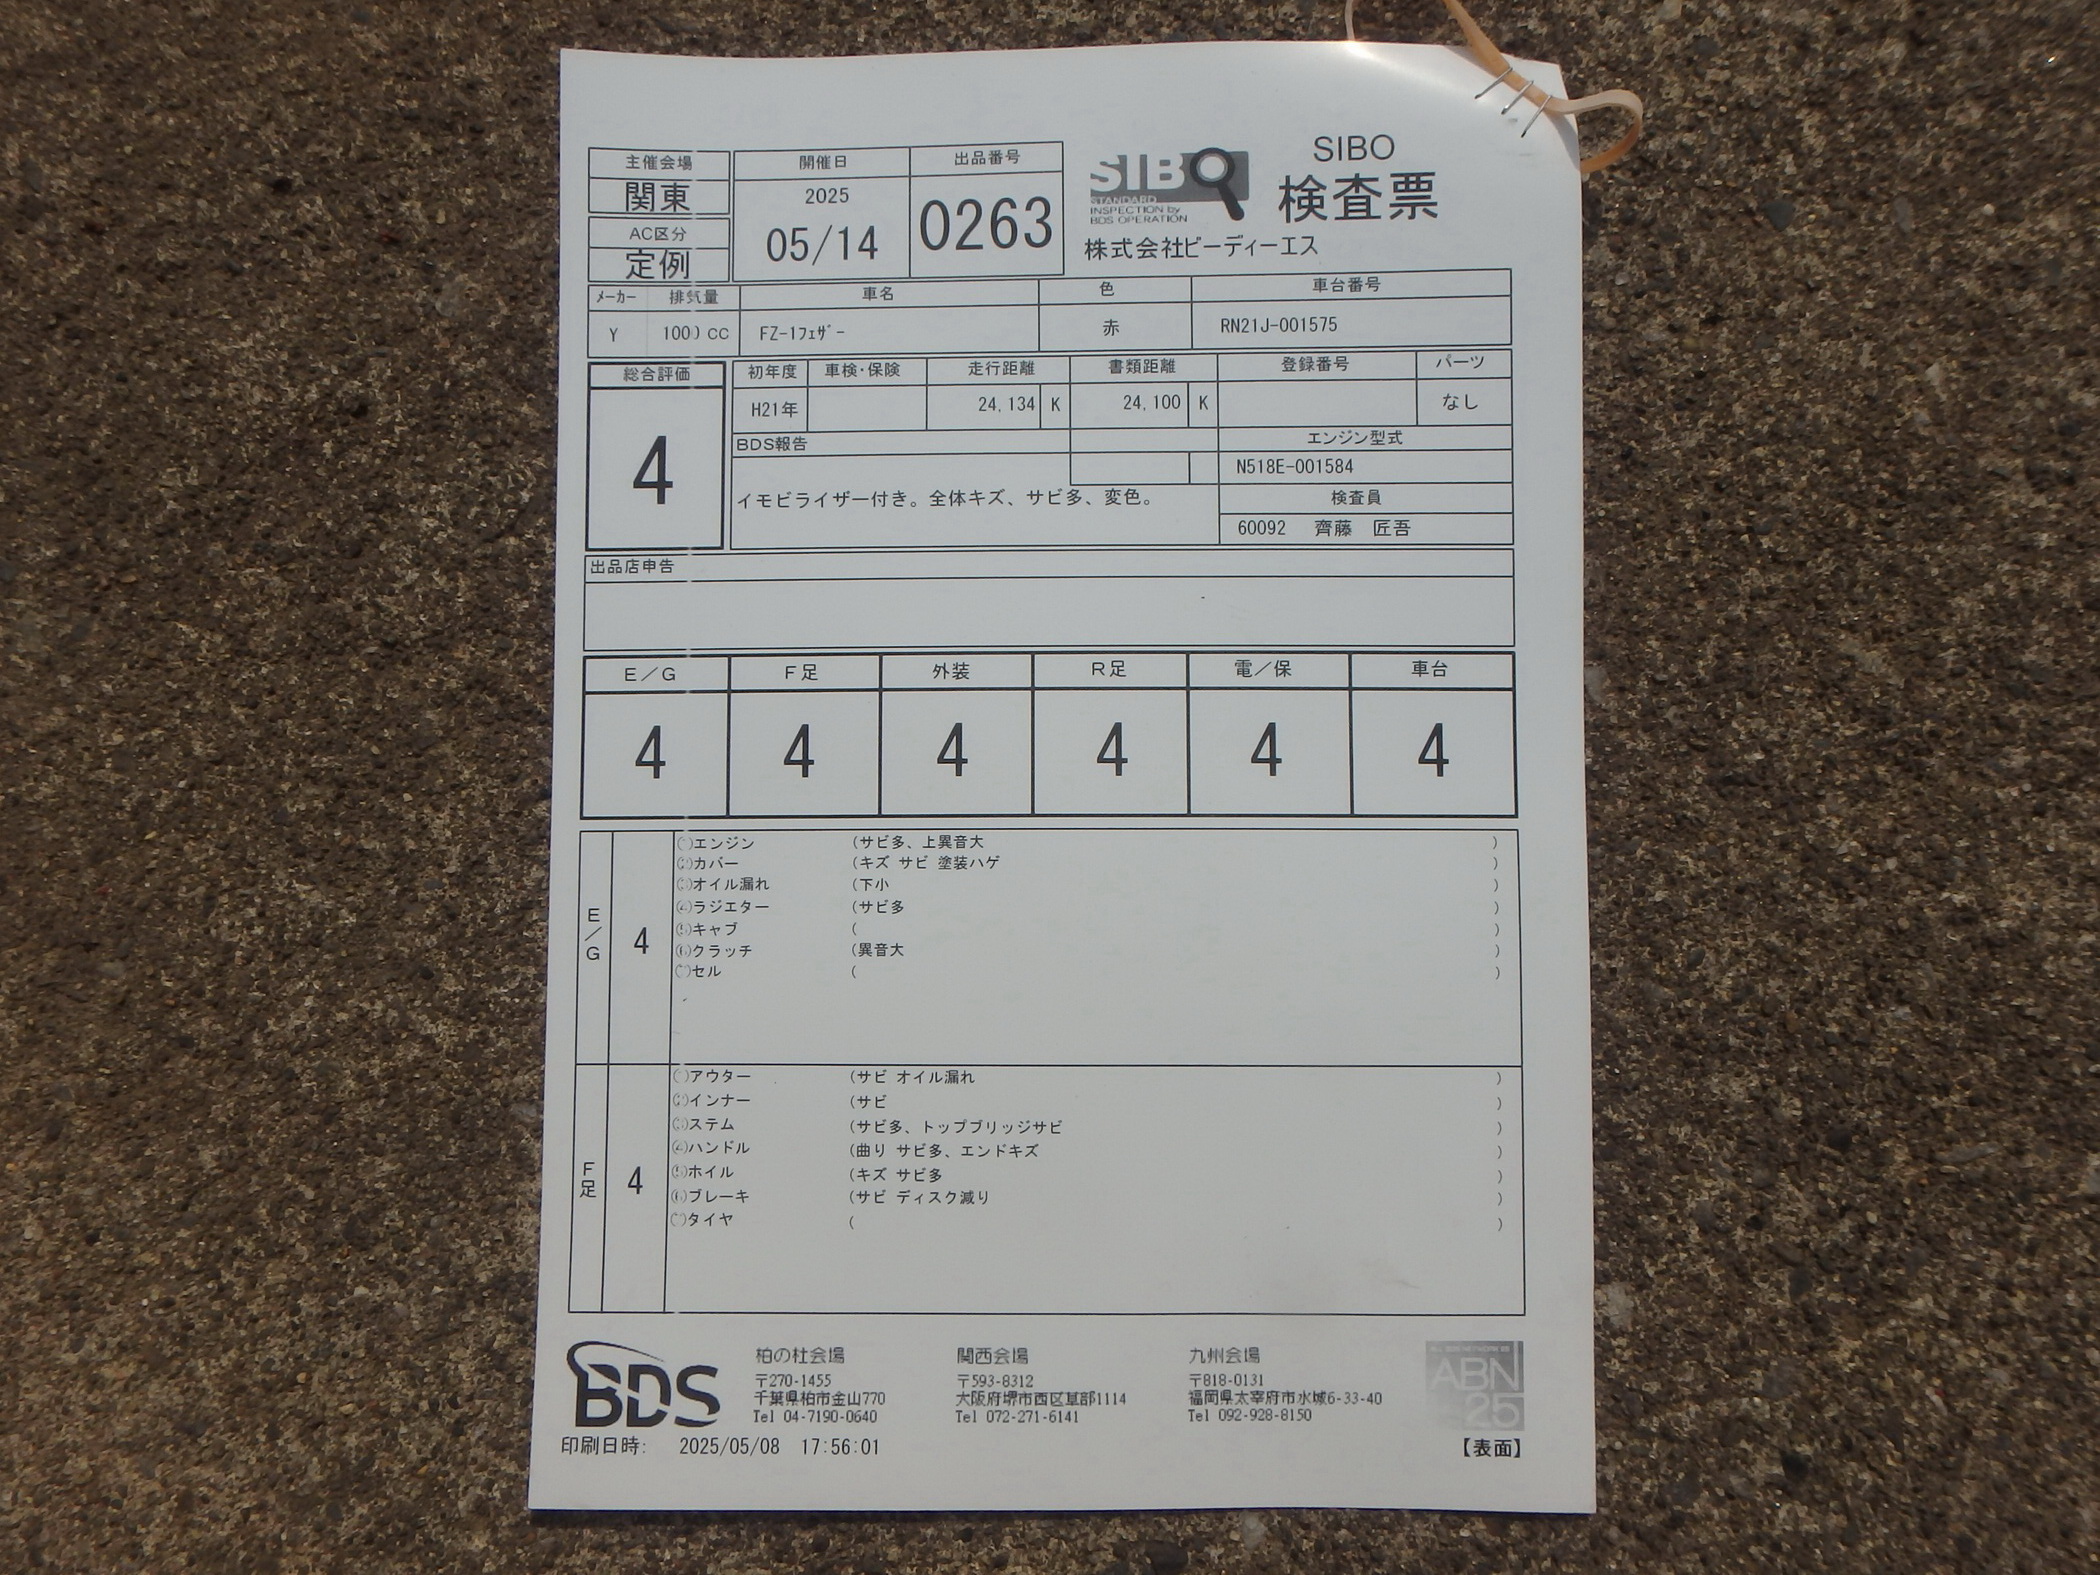 主催会場
関東
AC区分
定例
開催日
2025
05/14
出品番号
0263
SIBO
STANDARD
INSPECTION by
BDS OPERATION
SIBO
検査票
株式会社ビーディーエス
メーカー 排気量 車名 色 車台番号
Y 1000 CC FZ-1フェザー 赤 RN21J-001575
総合評価
4
初年度 車検・保険 走行距離 書類距離 登録番号 パーツ
H21年 24,134 K 24,100 K なし
BDS報告
イモビライザー付き。全体キズ、サビ多、変色。
エンジン型式
N518E-001584
検査員
60092 齊藤 匠吾
出品店申告
E/G F足 外装 R足 電/保 車台
4 4 4 4 4 4
E/G
4
(1)エンジン (サビ多、上異音大 )
(2)カバー (キズ サビ 塗装ハゲ )
(3)オイル漏れ (下小 )
(4)ラジエター (サビ多 )
(5)キャブ ( )
(6)クラッチ (異音大 )
(7)セル ( )
F足
4
(1)アウター (サビ オイル漏れ )
(2)インナー (サビ )
(3)ステム (サビ多、トップブリッジサビ )
(4)ハンドル (曲り サビ多、エンドキズ )
(5)ホイル (キズ サビ多 )
(6)ブレーキ (サビ ディスク減り )
(7)タイヤ ( )
BDS
柏の杜会場
〒270-1455
千葉県柏市金山770
Tel 04-7190-0640
関西会場
〒593-8312
大阪府堺市西区草部1114
Tel 072-271-6141
九州会場
〒818-0131
福岡県太宰府市水城6-33-40
Tel 092-928-8150
ABN
25
印刷日時: 2025/05/08 17:56:01
【表面】